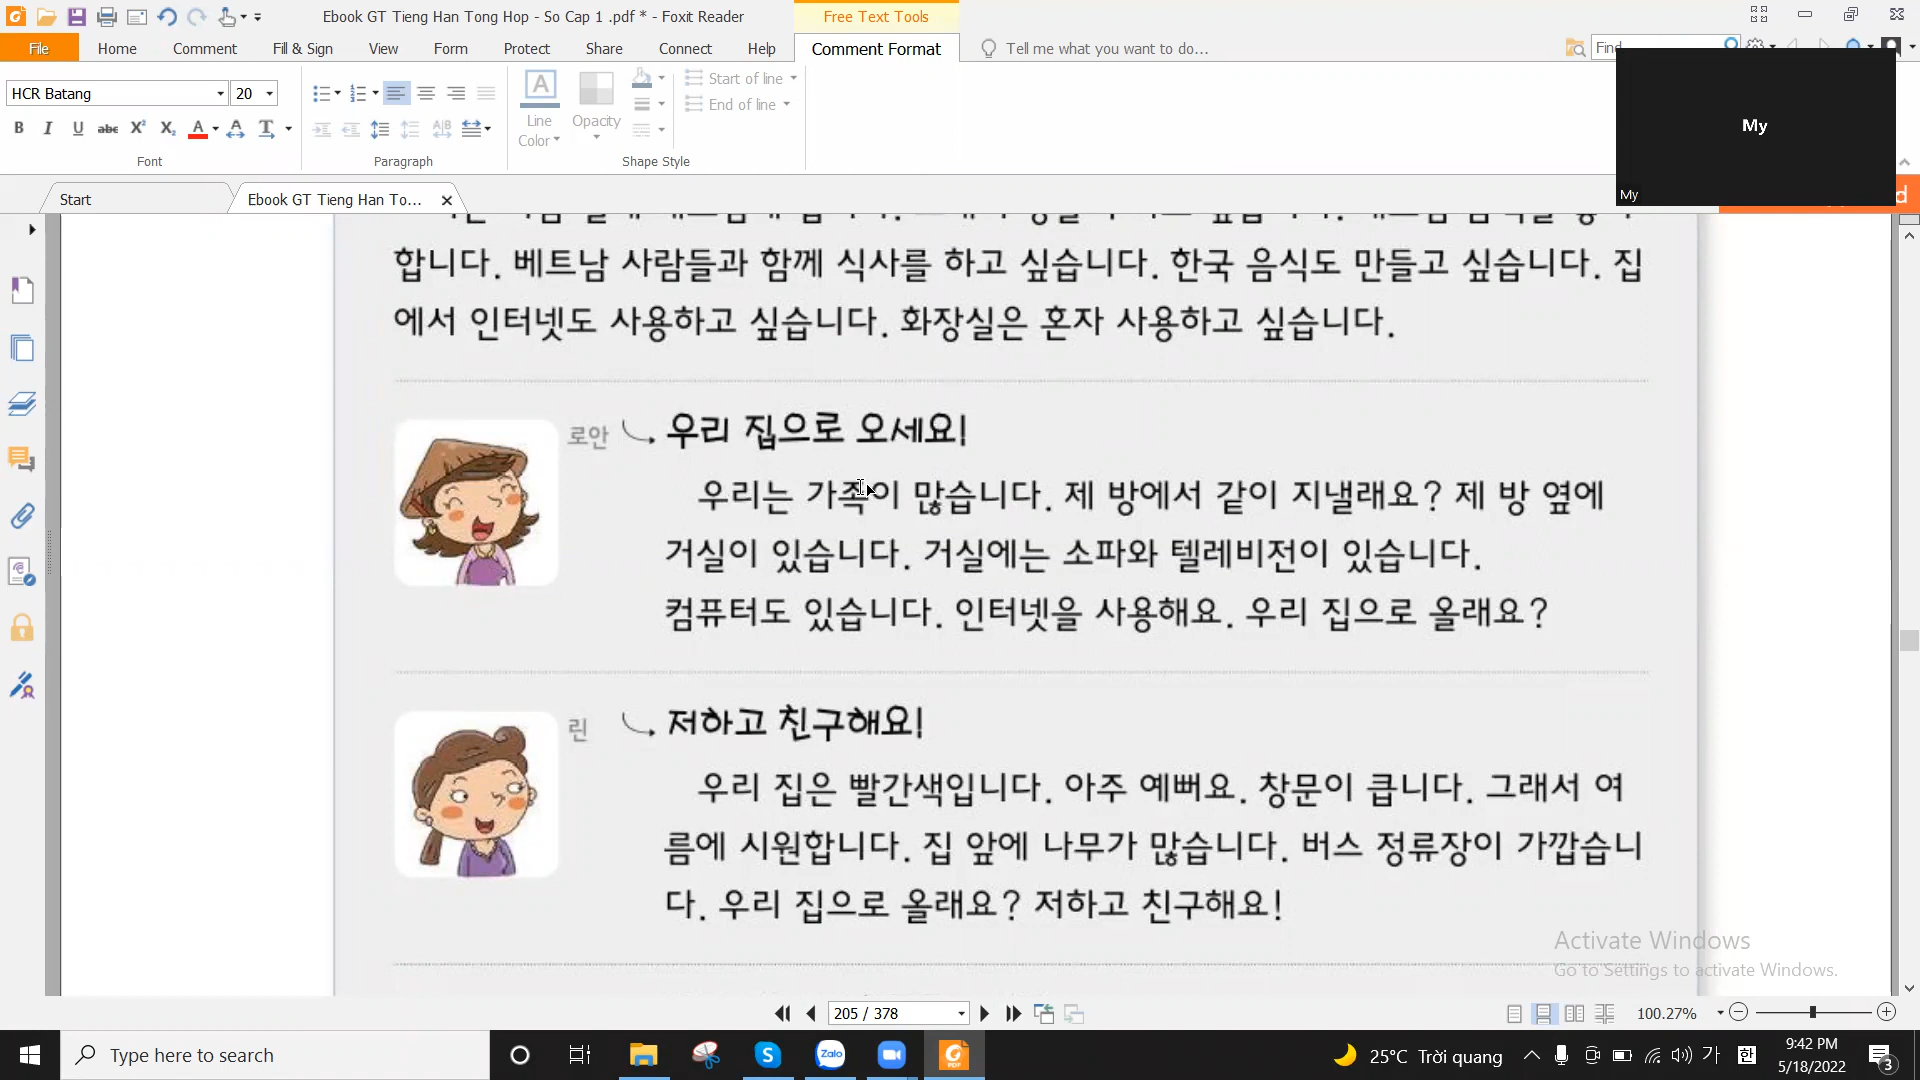 Ebook GT Tieng Han Tong Hop - So Cap 1 .pdf * - Foxit Reader
Free Text Tools
File Home Comment Fill & Sign View Form Protect Share Connect Help Comment Format Tell me what you want to do... Find
HCR Batang 20
Start of line
End of line
Line
Color
Opacity
Font Paragraph Shape Style
My
My
Start
Ebook GT Tieng Han To...
합니다. 베트남 사람들과 함께 식사를 하고 싶습니다. 한국 음식도 만들고 싶습니다. 집
에서 인터넷도 사용하고 싶습니다. 화장실은 혼자 사용하고 싶습니다.
로안 우리 집으로 오세요!
우리는 가족이 많습니다. 제 방에서 같이 지낼래요? 제 방 옆에
거실이 있습니다. 거실에는 소파와 텔레비전이 있습니다.
컴퓨터도 있습니다. 인터넷을 사용해요. 우리 집으로 올래요?
린 저하고 친구해요!
우리 집은 빨간색입니다. 아주 예뻐요. 창문이 큽니다. 그래서 여
름에 시원합니다. 집 앞에 나무가 많습니다. 버스 정류장이 가깝습니
다. 우리 집으로 올래요? 저하고 친구해요!
Activate Windows
Go to Settings to activate Windows.
205 / 378
100.27%
Type here to search
Zalo
25°C Trời quang
가
한
9:42 PM
5/18/2022
3